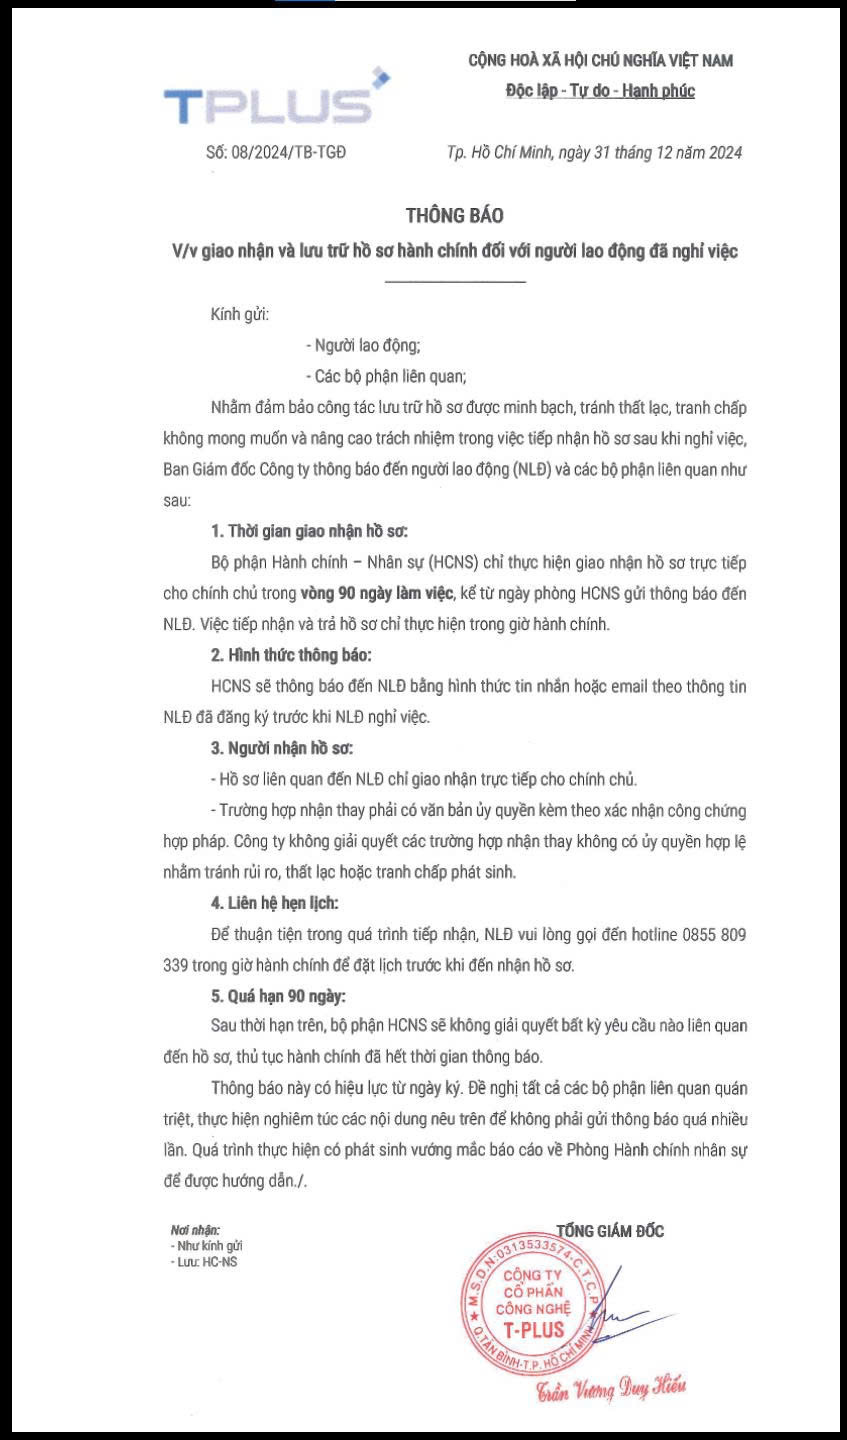 CỘNG HOÀ XÃ HỘI CHỦ NGHĨA VIỆT NAM
Độc lập - Tự do - Hạnh phúc
TPLUS
Số: 08/2024/TB-TGĐ
Tp. Hồ Chí Minh, ngày 31 tháng 12 năm 2024
THÔNG BÁO
V/v giao nhận và lưu trữ hồ sơ hành chính đối với người lao động đã nghỉ việc
Kính gửi:
- Người lao động;
- Các bộ phận liên quan;
Nhằm đảm bảo công tác lưu trữ hồ sơ được minh bạch, tránh thất lạc, tranh chấp
không mong muốn và nâng cao trách nhiệm trong việc tiếp nhận hồ sơ sau khi nghỉ việc,
Ban Giám đốc Công ty thông báo đến người lao động (NLĐ) và các bộ phận liên quan như
sau:
1. Thời gian giao nhận hồ sơ:
Bộ phận Hành chính – Nhân sự (HCNS) chỉ thực hiện giao nhận hồ sơ trực tiếp
cho chính chủ trong vòng 90 ngày làm việc, kể từ ngày phòng HCNS gửi thông báo đến
NLĐ. Việc tiếp nhận và trả hồ sơ chỉ thực hiện trong giờ hành chính.
2. Hình thức thông báo:
HCNS sẽ thông báo đến NLĐ bằng hình thức tin nhắn hoặc email theo thông tin
NLĐ đã đăng ký trước khi NLĐ nghỉ việc.
3. Người nhận hồ sơ:
- Hồ sơ liên quan đến NLĐ chỉ giao nhận trực tiếp cho chính chủ.
- Trường hợp nhận thay phải có văn bản ủy quyền kèm theo xác nhận công chứng
hợp pháp. Công ty không giải quyết các trường hợp nhận thay không có ủy quyền hợp lệ
nhằm tránh rủi ro, thất lạc hoặc tranh chấp phát sinh.
4. Liên hệ hẹn lịch:
Để thuận tiện trong quá trình tiếp nhận, NLĐ vui lòng gọi đến hotline 0855 809
339 trong giờ hành chính để đặt lịch trước khi đến nhận hồ sơ.
5. Quá hạn 90 ngày:
Sau thời hạn trên, bộ phận HCNS sẽ không giải quyết bất kỳ yêu cầu nào liên quan
đến hồ sơ, thủ tục hành chính đã hết thời gian thông báo.
Thông báo này có hiệu lực từ ngày ký. Đề nghị tất cả các bộ phận liên quan quán
triệt, thực hiện nghiêm túc các nội dung nêu trên để không phải gửi thông báo quá nhiều
lần. Quá trình thực hiện có phát sinh vướng mắc báo cáo về Phòng Hành chính nhân sự
để được hướng dẫn./.
Nơi nhận:
- Như kính gửi
- Lưu: HC-NS
TỔNG GIÁM ĐỐC
M.S.D.N:0313533574-C.T.C.P
CÔNG TY
CỔ PHẦN
CÔNG NGHỆ
T-PLUS
Q.TÂN BÌNH-T.P.HỒ CHÍ MINH
Trần Vương Duy Hiếu